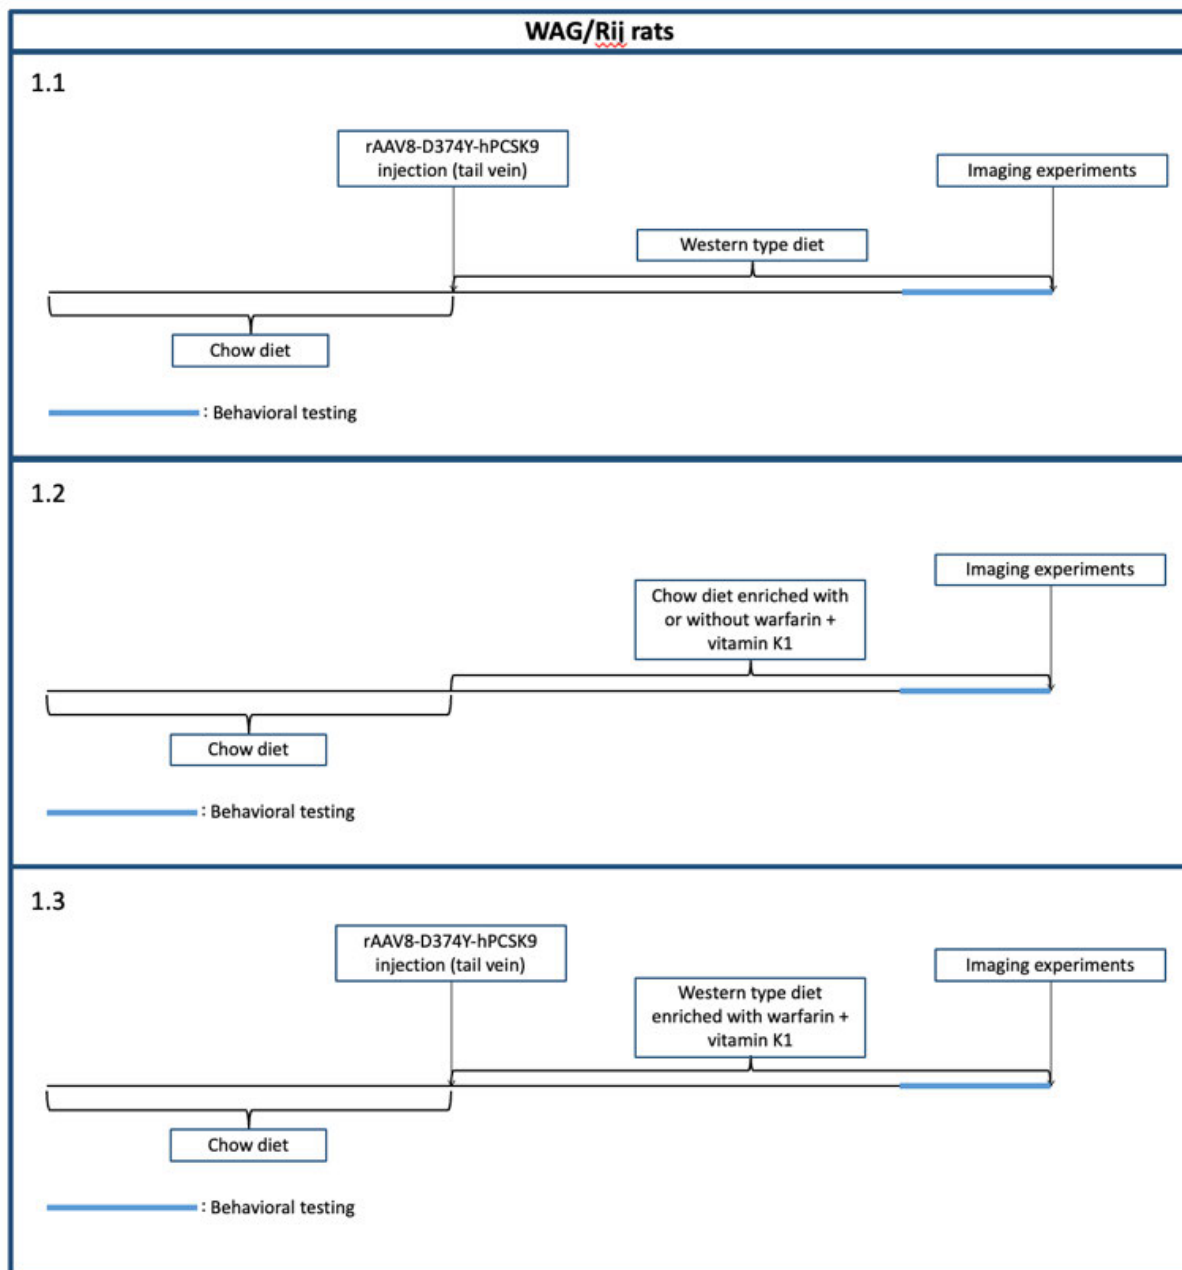 WAG/Rij rats
1.1
rAAV8-D374Y-hPCSK9
injection (tail vein)
Imaging experiments
Western type diet
Chow diet
: Behavioral testing
1.2
Imaging experiments
Chow diet enriched with
or without warfarin +
vitamin K1
Chow diet
: Behavioral testing
1.3
rAAV8-D374Y-hPCSK9
injection (tail vein)
Imaging experiments
Western type diet
enriched with warfarin +
vitamin K1
Chow diet
: Behavioral testing